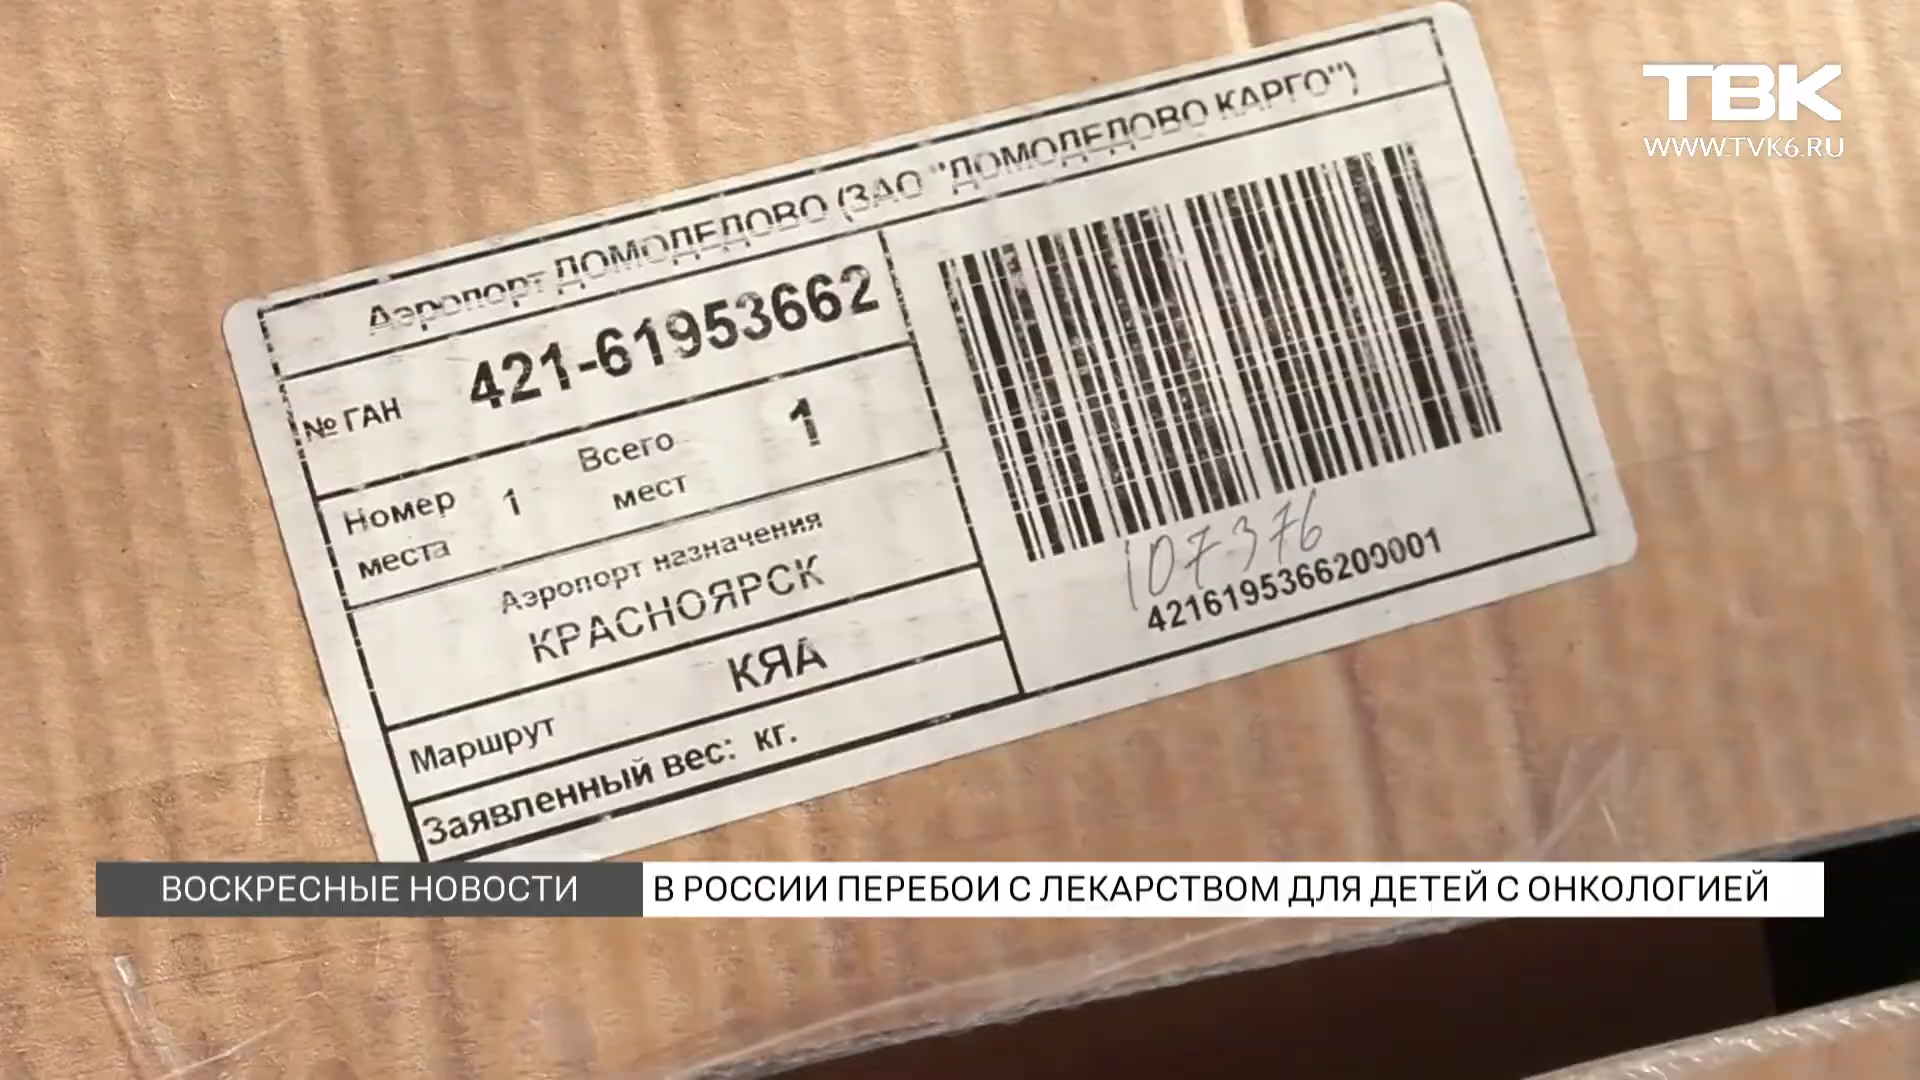 ТВК
WWW.TVK6.RU
Аэропорт ДОМОДЕДОВО (ЗАО "ДОМОДЕДОВО КАРГО")
№ ГАН 421-61953662
Номер места 1 Всего мест 1
Аэропорт назначения
КРАСНОЯРСК
Маршрут КЯА
Заявленный вес: кг.
107376
4216195366200001
ВОСКРЕСНЫЕ НОВОСТИ
В РОССИИ ПЕРЕБОИ С ЛЕКАРСТВОМ ДЛЯ ДЕТЕЙ С ОНКОЛОГИЕЙ